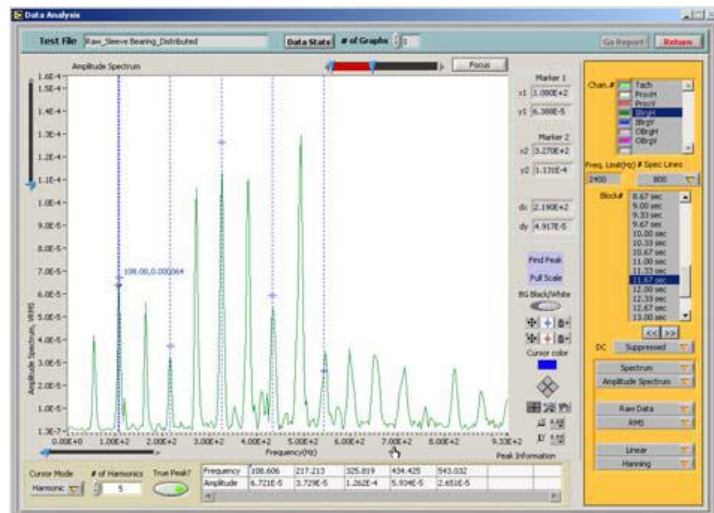 Data Analysis
Test File Raw_Sleeve Bearing_Distributed Data Stats # of Graphs 1 Go Report Return
Amplitude Spectrum Focus
Amplitude Spectrum, VRMS
1.6E-4
1.4E-4
1.3E-4
1.2E-4
1.1E-4
9.0E-5
8.0E-5
7.0E-5
6.0E-5
5.0E-5
3.0E-5
2.0E-5
1.0E-5
1.3E-7
108.00,0.000064
0.00E+0 1.00E+2 2.00E+2 3.00E+2 4.00E+2 5.00E+2 6.00E+2 7.00E+2 8.00E+2 9.33E+2
Frequency(Hz)
Marker 1
x1 1.080E+2
y1 6.388E-5
Marker 2
x2 3.270E+2
y2 1.131E-4
dx 2.190E+2
dy 4.917E-5
Find Peak
Full Scale
BG Black/White
Cursor color
Chan.#
Tach
ProxH
ProxV
IBrgH
IBrgV
OBrgH
OBrgV
Freq. Limit(Hz) # Spec Lines
2400 800
Block#
8.67 sec
9.00 sec
9.33 sec
9.67 sec
10.00 sec
10.33 sec
10.67 sec
11.00 sec
11.33 sec
11.67 sec
12.00 sec
12.33 sec
12.67 sec
13.00 sec
<< >>
DC Suppressed
Spectrum
Amplitude Spectrum
Raw Data
RMS
Linear
Hanning
Peak Information
Cursor Mode # of Harmonics True Peak?
Harmonic 5
Frequency 108.606 217.213 325.819 434.425 543.032
Amplitude 6.721E-5 3.729E-5 1.262E-4 5.934E-5 2.651E-5